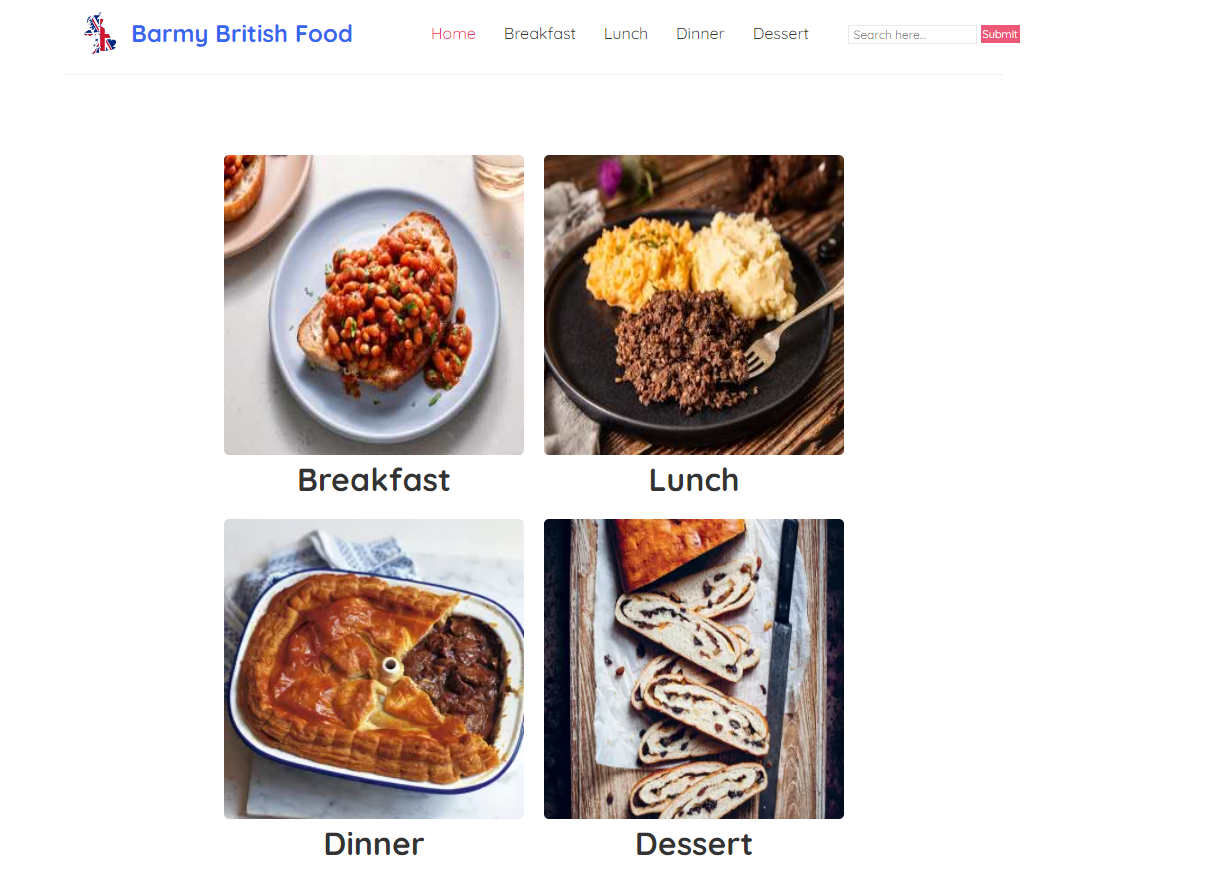 Barmy British Food Home Breakfast Lunch Dinner Dessert Search here... Submit
Breakfast Lunch
Dinner Dessert